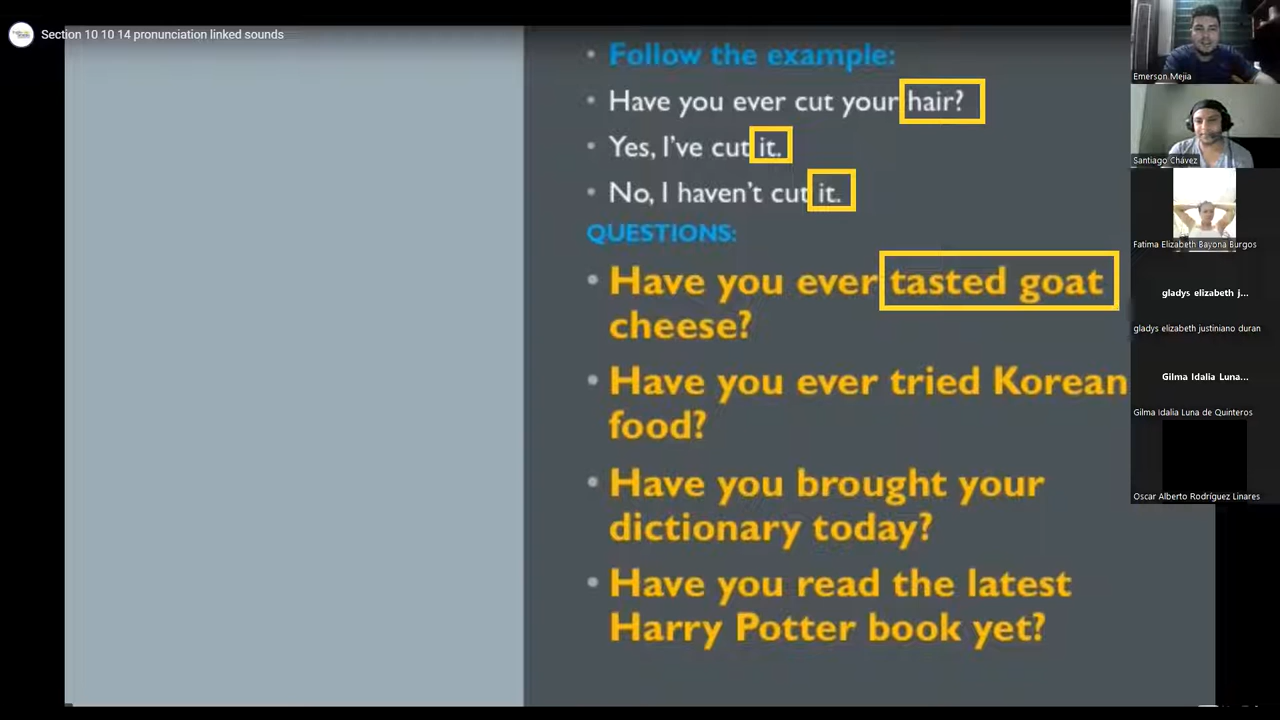 Section 10 10 14 pronunciation linked sounds
• Follow the example:
• Have you ever cut your hair?
• Yes, I've cut it.
• No, I haven't cut it.
QUESTIONS:
• Have you ever tasted goat
cheese?
• Have you ever tried Korean
food?
• Have you brought your
dictionary today?
• Have you read the latest
Harry Potter book yet?
Emerson Mejia
Santiago Chávez
Fatima Elizabeth Bayona Burgos
gladys elizabeth j...
gladys elizabeth justiniano duran
Gilma Idalia Luna...
Gilma Idalia Luna de Quinteros
Oscar Alberto Rodríguez Linares